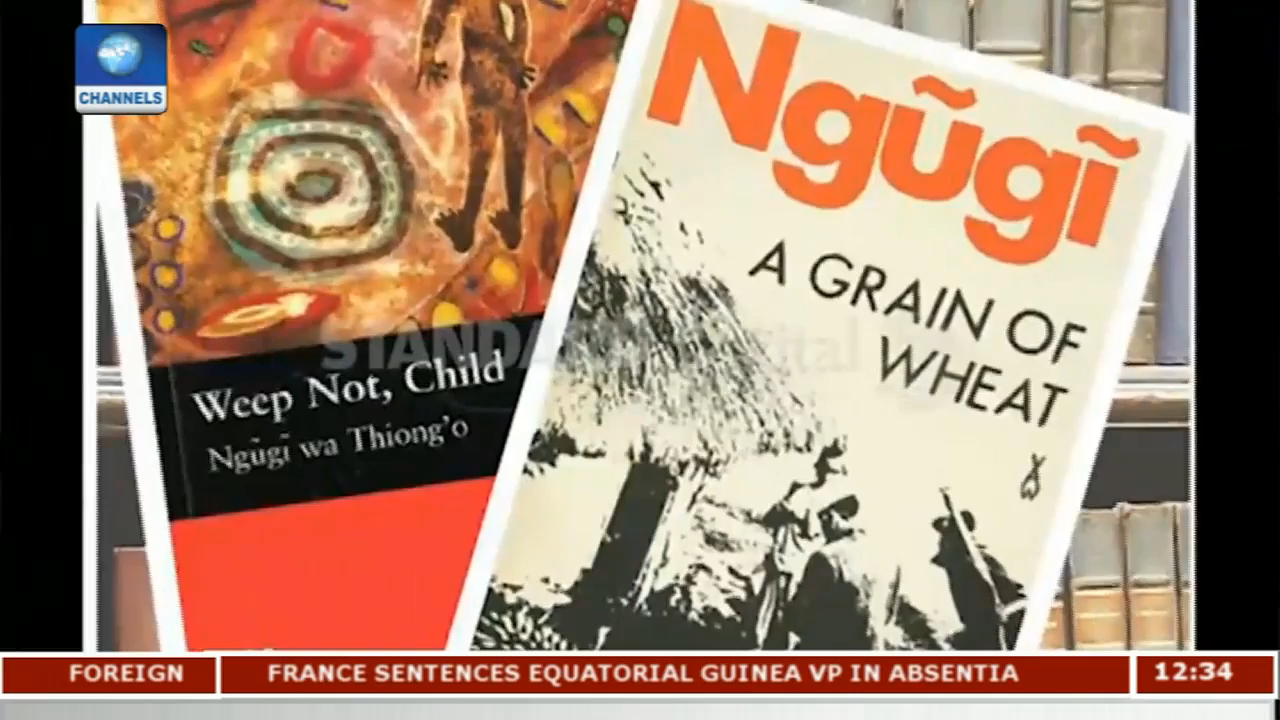 CHANNELS
Ngũgĩ
A GRAIN OF
WHEAT
Weep Not, Child
Ngũgĩ wa Thiong'o
FOREIGN
FRANCE SENTENCES EQUATORIAL GUINEA VP IN ABSENTIA
12:34